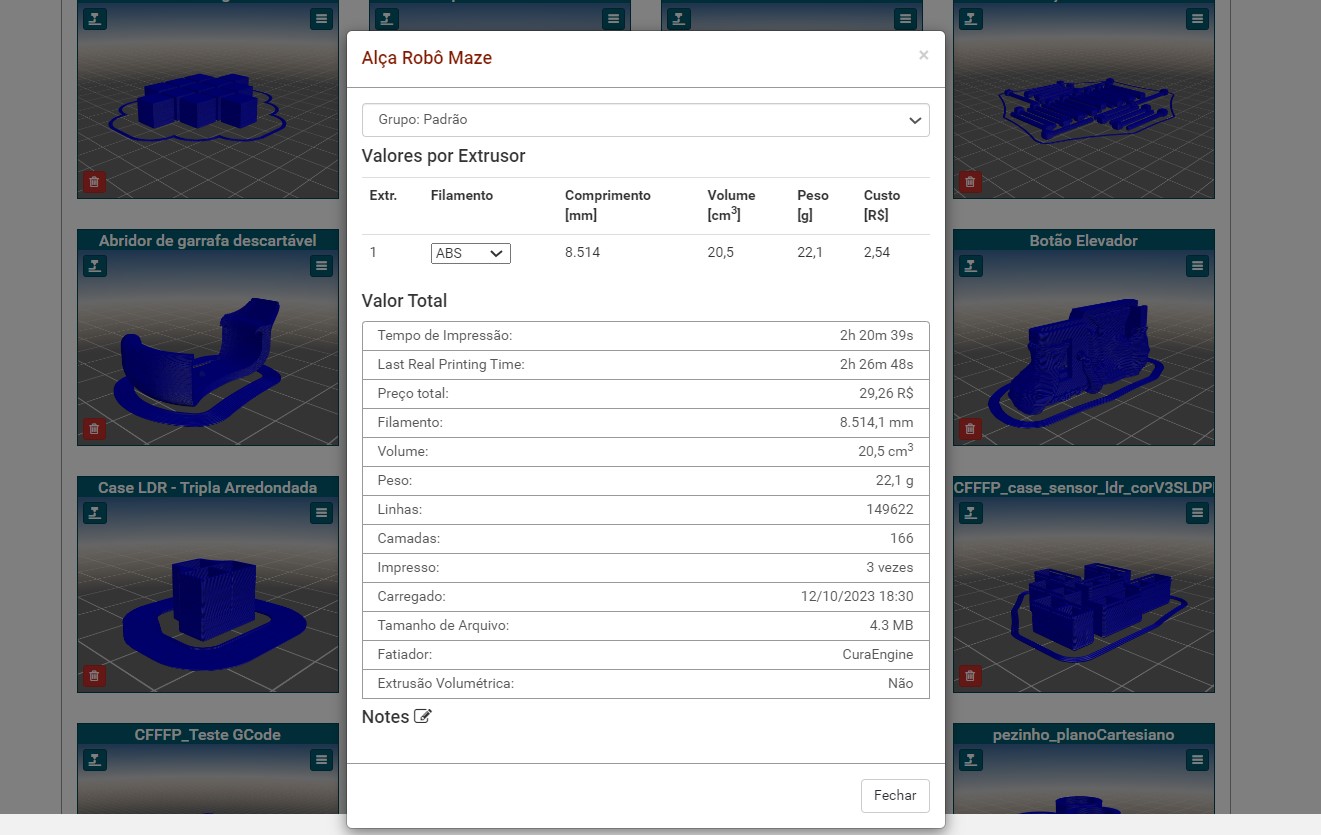 Alça Robô Maze
×
Grupo: Padrão
Valores por Extrusor
Extr. Filamento Comprimento [mm] Volume [cm³] Peso [g] Custo [R$]
1 ABS 8.514 20,5 22,1 2,54
Valor Total
Tempo de Impressão: 2h 20m 39s
Last Real Printing Time: 2h 26m 48s
Preço total: 29,26 R$
Filamento: 8.514,1 mm
Volume: 20,5 cm³
Peso: 22,1 g
Linhas: 149622
Camadas: 166
Impresso: 3 vezes
Carregado: 12/10/2023 18:30
Tamanho de Arquivo: 4.3 MB
Fatiador: CuraEngine
Extrusão Volumétrica: Não
Notes
Fechar
Abridor de garrafa descartável
Botão Elevador
Case LDR - Tripla Arredondada
CFFFP_case_sensor_ldr_corV3SLDP
CFFFP_Teste GCode
pezinho_planoCartesiano